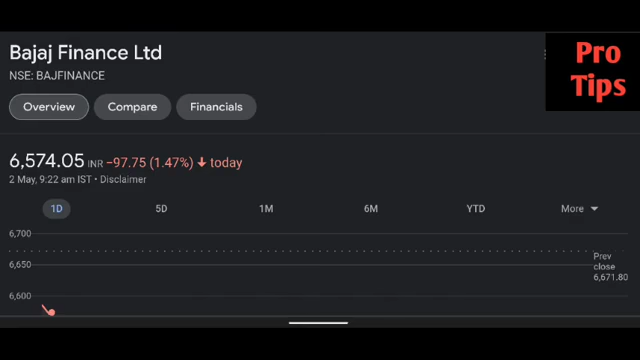 Bajaj Finance Ltd
NSE: BAJFINANCE
Pro
Tips
Overview
Compare
Financials
6,574.05 INR −97.75 (1.47%) ↓ today
2 May, 9:22 am IST • Disclaimer
1D
5D
1M
6M
YTD
More
6,700
6,650
6,600
Prev
close
6,671.80